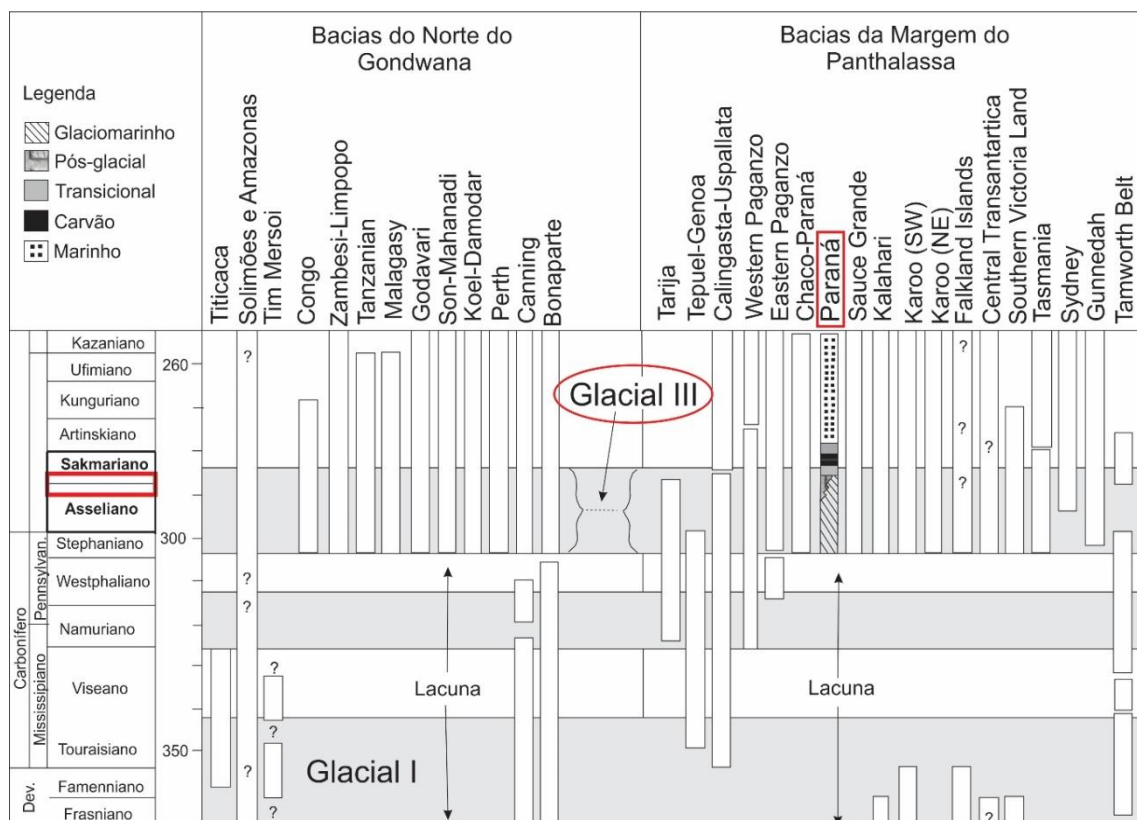 Bacias do Norte do
Gondwana
Bacias da Margem do
Panthalassa
Legenda
Glaciomarinho
Pós-glacial
Transicional
Carvão
Marinho
Titicaca
Solimões e Amazonas
Tim Mersoi
Congo
Zambesi-Limpopo
Tanzanian
Malagasy
Godavari
Son-Mahanadi
Koel-Damodar
Perth
Canning
Bonaparte
Tarija
Tepuel-Genoa
Calingasta-Uspallata
Western Paganzo
Eastern Paganzo
Chaco-Paraná
Paraná
Sauce Grande
Kalahari
Karoo (SW)
Karoo (NE)
Falkland Islands
Central Transantartica
Southern Victoria Land
Tasmania
Sydney
Gunnedah
Tamworth Belt
Kazaniano
? ?
260
Ufimiano
Glacial III
Kunguriano
Artinskiano
?
?
Sakmariano
?
Asseliano
300
Stephaniano
Carbonífero
Pennsylvan.
Westphaliano
?
?
Namuriano
Mississipiano
Viseano
?
Lacuna
Lacuna
?
Touraisiano
350
?
Glacial I
Dev.
Famenniano
Frasniano
?
?